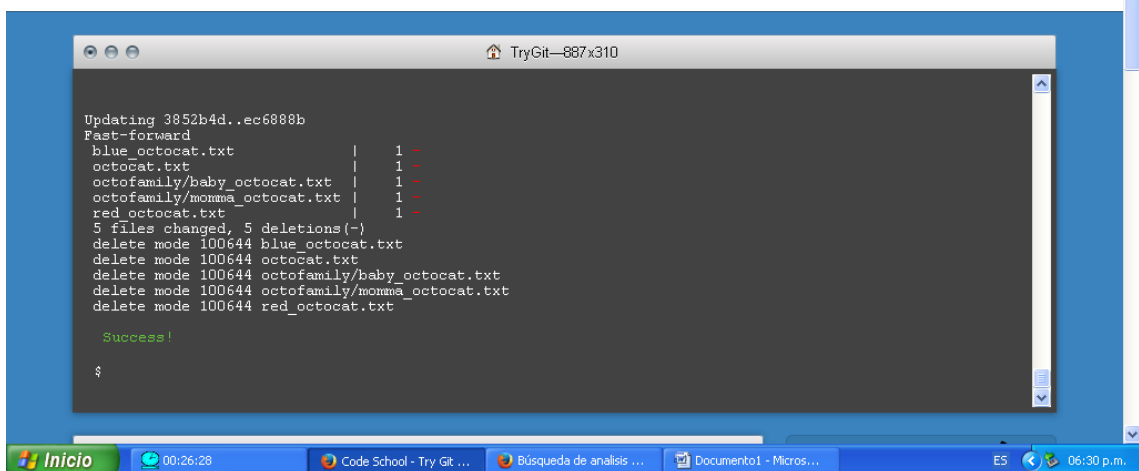 TryGit—887x310
Updating 3852b4d..ec6888b
Fast-forward
blue_octocat.txt | 1 -
octocat.txt | 1 -
octofamily/baby_octocat.txt | 1 -
octofamily/momma_octocat.txt | 1 -
red_octocat.txt | 1 -
5 files changed, 5 deletions(-)
delete mode 100644 blue_octocat.txt
delete mode 100644 octocat.txt
delete mode 100644 octofamily/baby_octocat.txt
delete mode 100644 octofamily/momma_octocat.txt
delete mode 100644 red_octocat.txt
Success!
$
Inicio 00:26:28 Code School - Try Git ... Búsqueda de analisis ... Documento1 - Micros... ES 06:30 p.m.